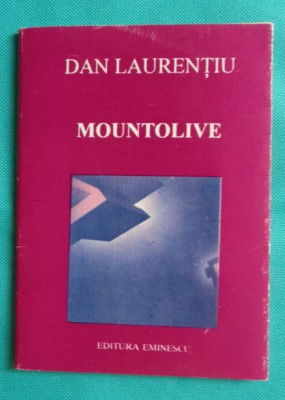 DAN LAURENȚIU
MOUNTOLIVE
EDITURA EMINESCU